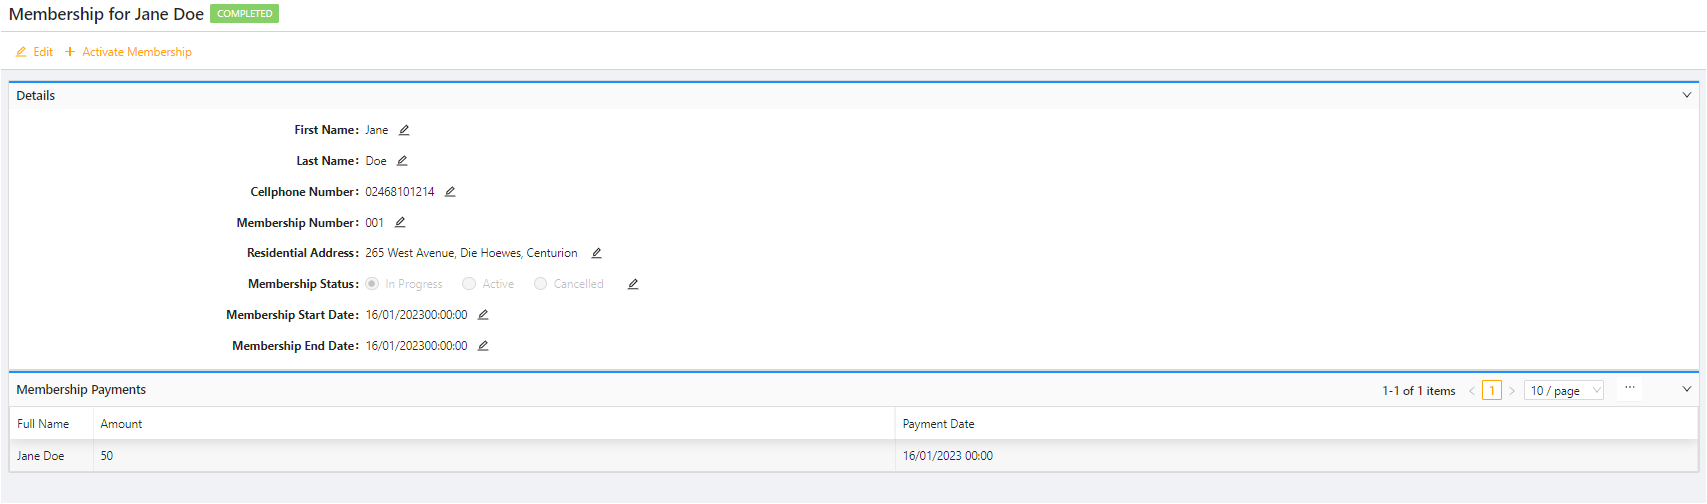 Membership for Jane Doe COMPLETED
Edit Activate Membership
Details
First Name: Jane
Last Name: Doe
Cellphone Number: 02468101214
Membership Number: 001
Residential Address: 265 West Avenue, Die Hoewes, Centurion
Membership Status: In Progress Active Cancelled
Membership Start Date: 16/01/202300:00:00
Membership End Date: 16/01/202300:00:00
Membership Payments 1-1 of 1 items < 1 > 10 / page ...
Full Name Amount Payment Date
Jane Doe 50 16/01/2023 00:00